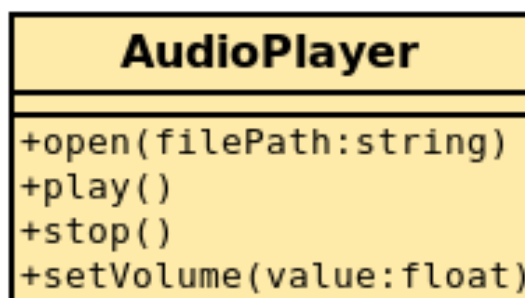 AudioPlayer
+open(filePath:string)
+play()
+stop()
+setVolume(value:float)